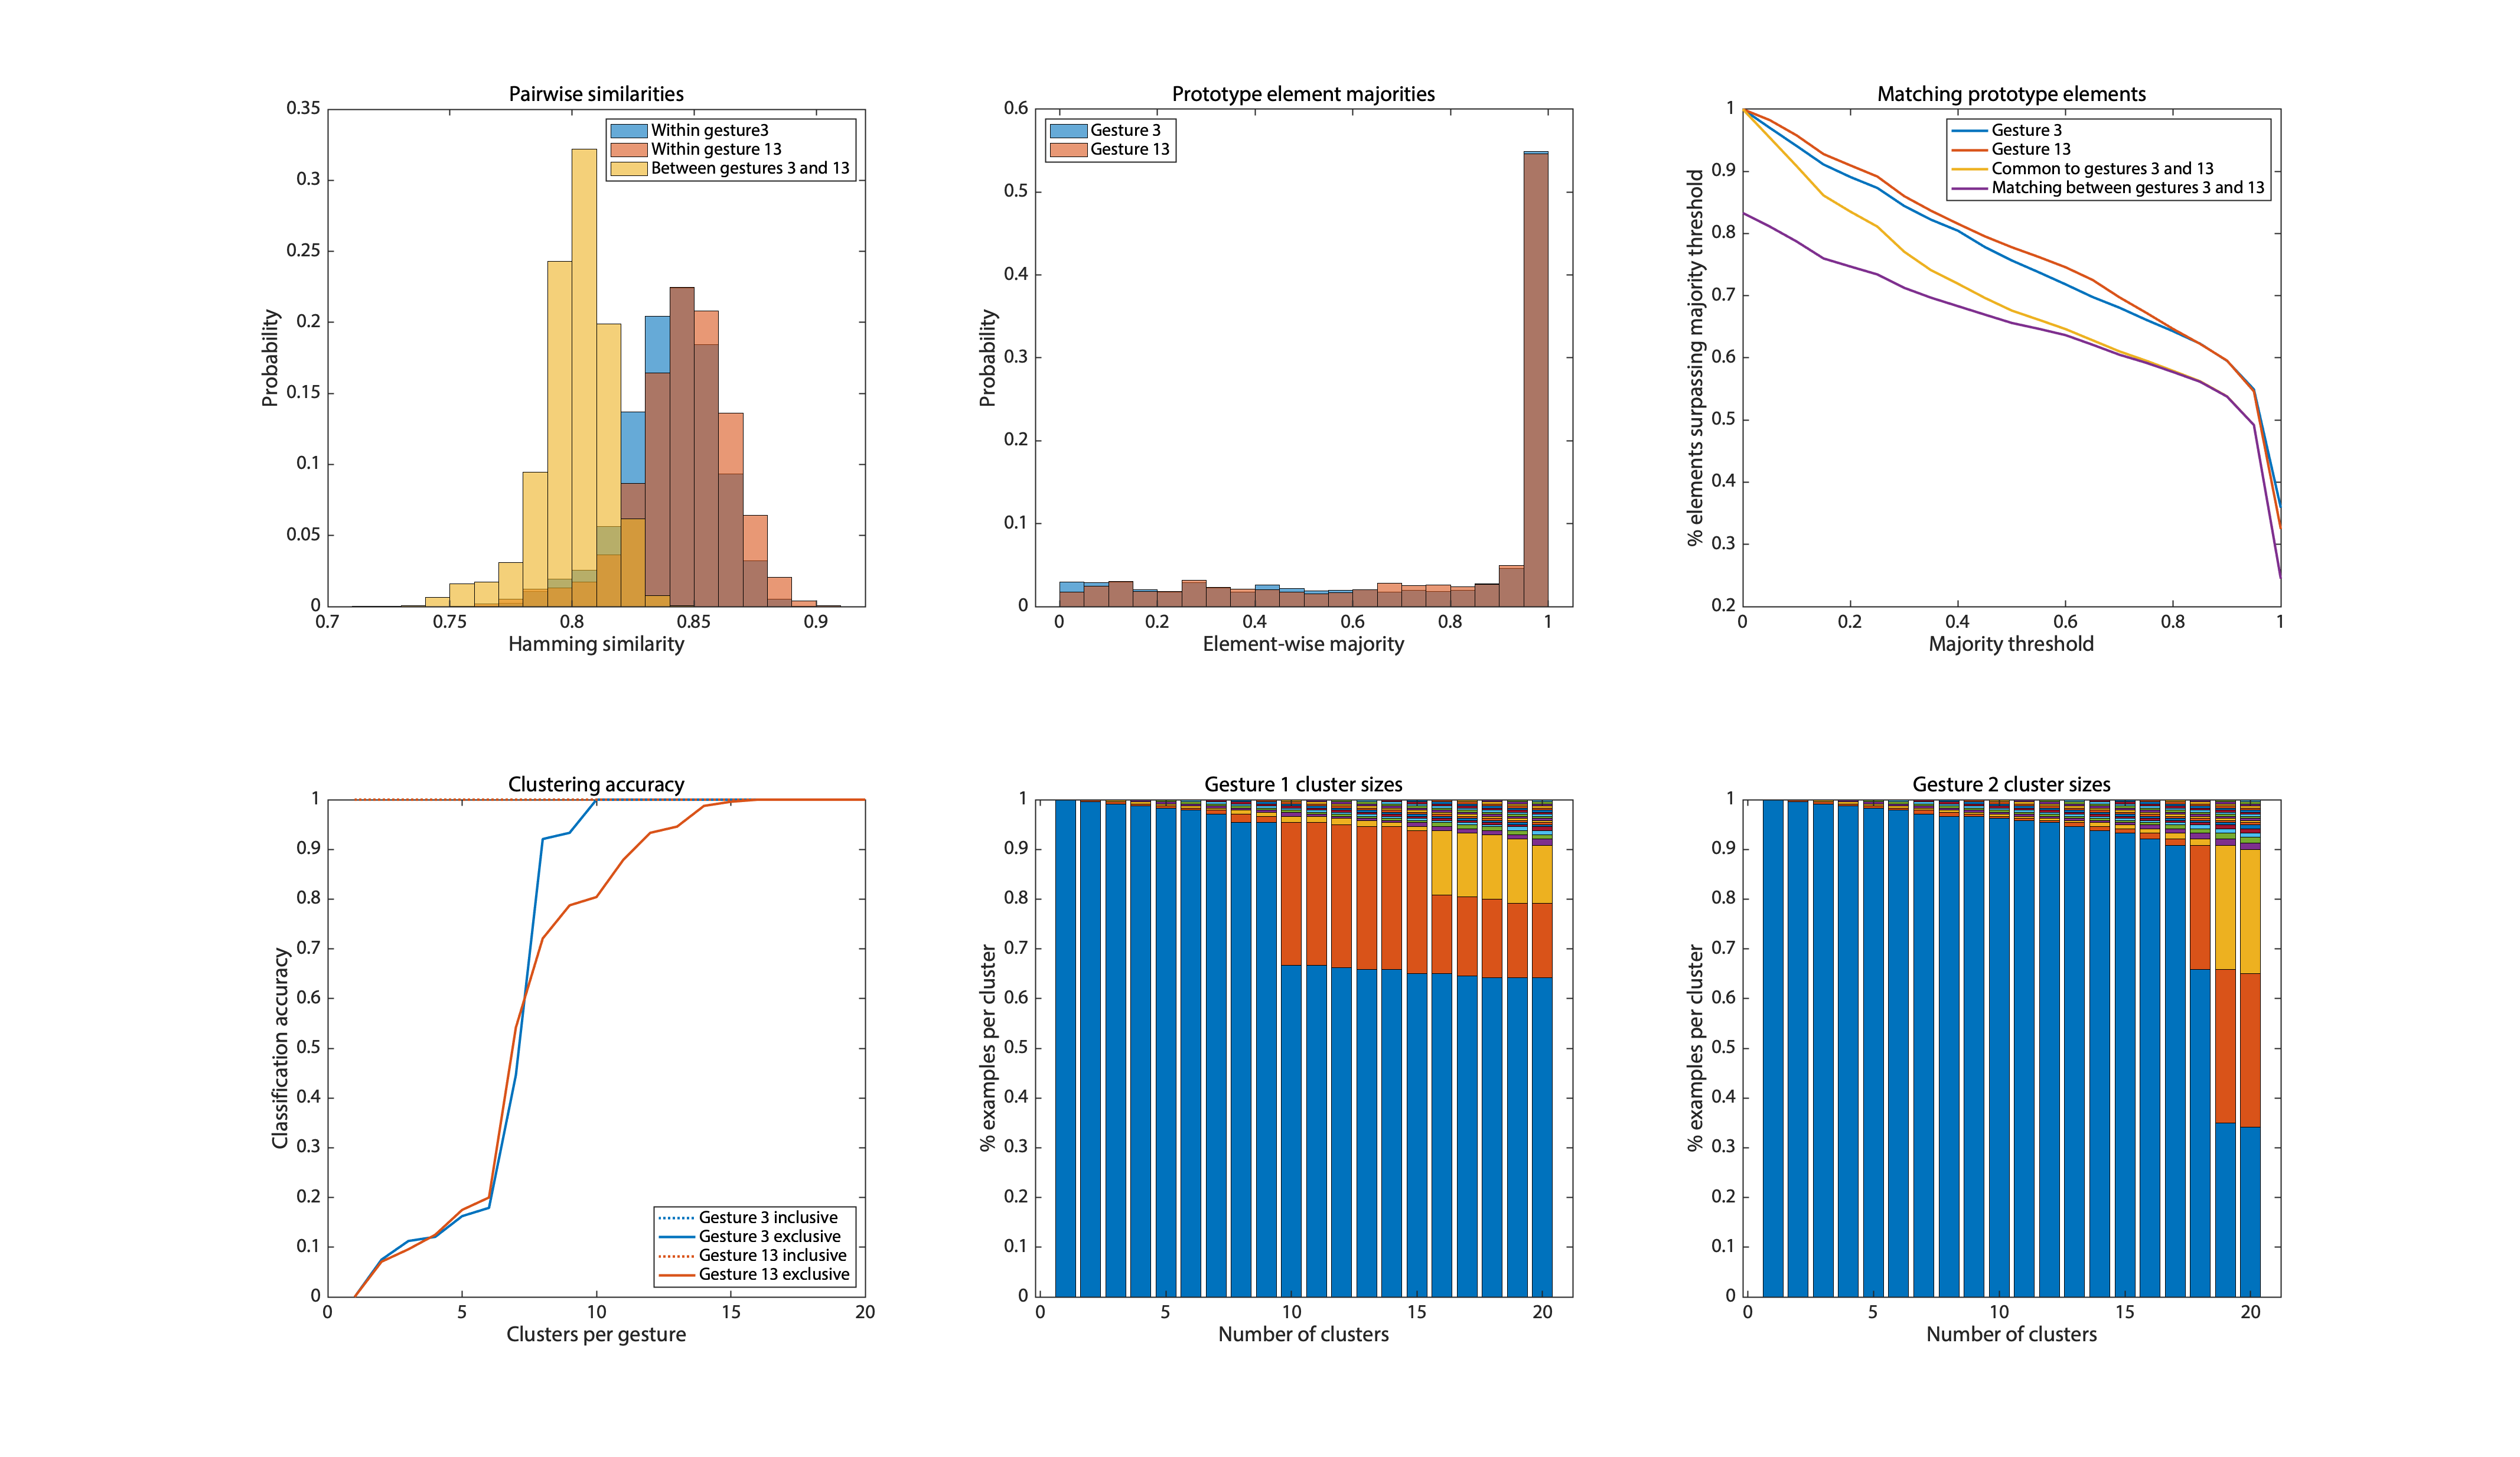 Pairwise similarities
0.35
0.3
0.25
0.2
0.15
0.1
0.05
0
Probability
Within gesture3
Within gesture 13
Between gestures 3 and 13
0.7 0.75 0.8 0.85 0.9
Hamming similarity
Prototype element majorities
0.6
0.5
0.4
0.3
0.2
0.1
0
Probability
Gesture 3
Gesture 13
0 0.2 0.4 0.6 0.8 1
Element-wise majority
Matching prototype elements
1
0.9
0.8
0.7
0.6
0.5
0.4
0.3
0.2
% elements surpassing majority threshold
Gesture 3
Gesture 13
Common to gestures 3 and 13
Matching between gestures 3 and 13
0 0.2 0.4 0.6 0.8 1
Majority threshold
Clustering accuracy
1
0.9
0.8
0.7
0.6
0.5
0.4
0.3
0.2
0.1
0
Classification accuracy
Gesture 3 inclusive
Gesture 3 exclusive
Gesture 13 inclusive
Gesture 13 exclusive
0 5 10 15 20
Clusters per gesture
Gesture 1 cluster sizes
1
0.9
0.8
0.7
0.6
0.5
0.4
0.3
0.2
0.1
0
% examples per cluster
0 5 10 15 20
Number of clusters
Gesture 2 cluster sizes
1
0.9
0.8
0.7
0.6
0.5
0.4
0.3
0.2
0.1
0
% examples per cluster
0 5 10 15 20
Number of clusters